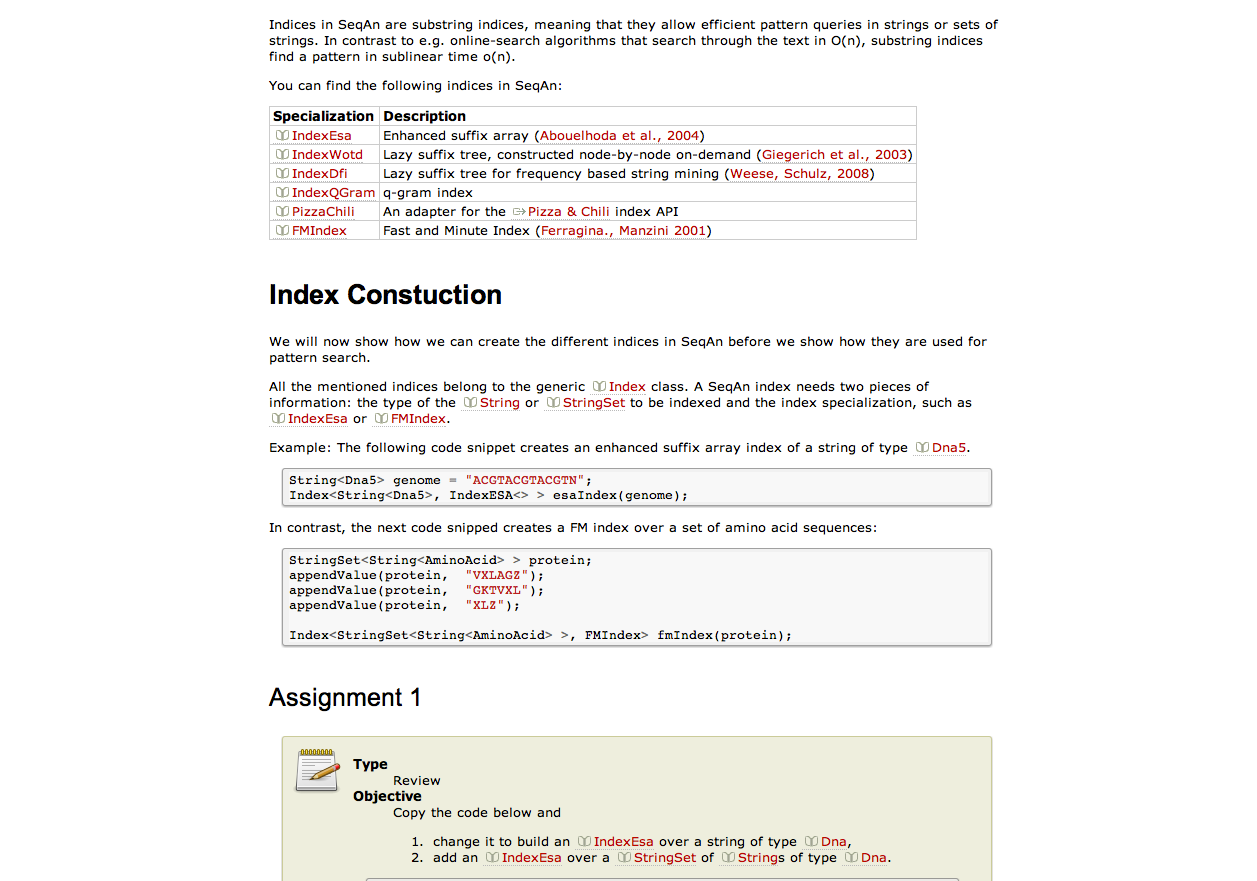 Indices in SeqAn are substring indices, meaning that they allow efficient pattern queries in strings or sets of
strings. In contrast to e.g. online-search algorithms that search through the text in O(n), substring indices
find a pattern in sublinear time o(n).
You can find the following indices in SeqAn:
Specialization Description
IndexEsa Enhanced suffix array (Abouelhoda et al., 2004)
IndexWotd Lazy suffix tree, constructed node-by-node on-demand (Giegerich et al., 2003)
IndexDfi Lazy suffix tree for frequency based string mining (Weese, Schulz, 2008)
IndexQGram q-gram index
PizzaChili An adapter for the Pizza & Chili index API
FMIndex Fast and Minute Index (Ferragina., Manzini 2001)
Index Constuction
We will now show how we can create the different indices in SeqAn before we show how they are used for
pattern search.
All the mentioned indices belong to the generic Index class. A SeqAn index needs two pieces of
information: the type of the String or StringSet to be indexed and the index specialization, such as
IndexEsa or FMIndex.
Example: The following code snippet creates an enhanced suffix array index of a string of type Dna5.
String<Dna5> genome = "ACGTACGTACGTN";
Index<String<Dna5>, IndexESA<> > esaIndex(genome);
In contrast, the next code snipped creates a FM index over a set of amino acid sequences:
StringSet<String<AminoAcid> > protein;
appendValue(protein, "VXLAGZ");
appendValue(protein, "GKTVXL");
appendValue(protein, "XLZ");
Index<StringSet<String<AminoAcid> >, FMIndex> fmIndex(protein);
Assignment 1
Type
Review
Objective
Copy the code below and
1. change it to build an IndexEsa over a string of type Dna,
2. add an IndexEsa over a StringSet of Strings of type Dna.